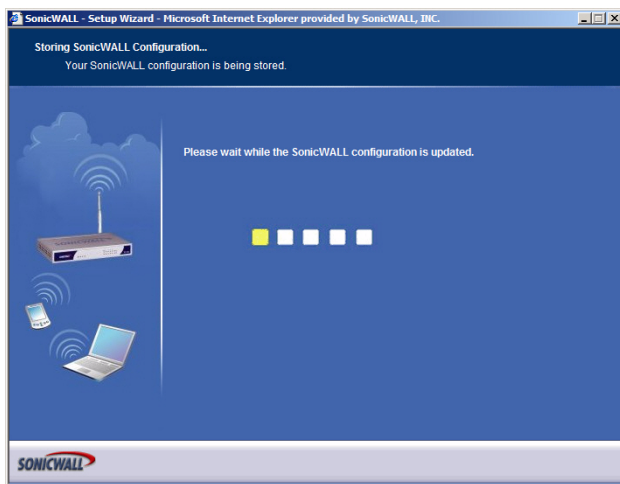 SonicWALL - Setup Wizard - Microsoft Internet Explorer provided by SonicWALL, INC.
Storing SonicWALL Configuration...
Your SonicWALL configuration is being stored.
Please wait while the SonicWALL configuration is updated.
SONICWALL
SONICWALL